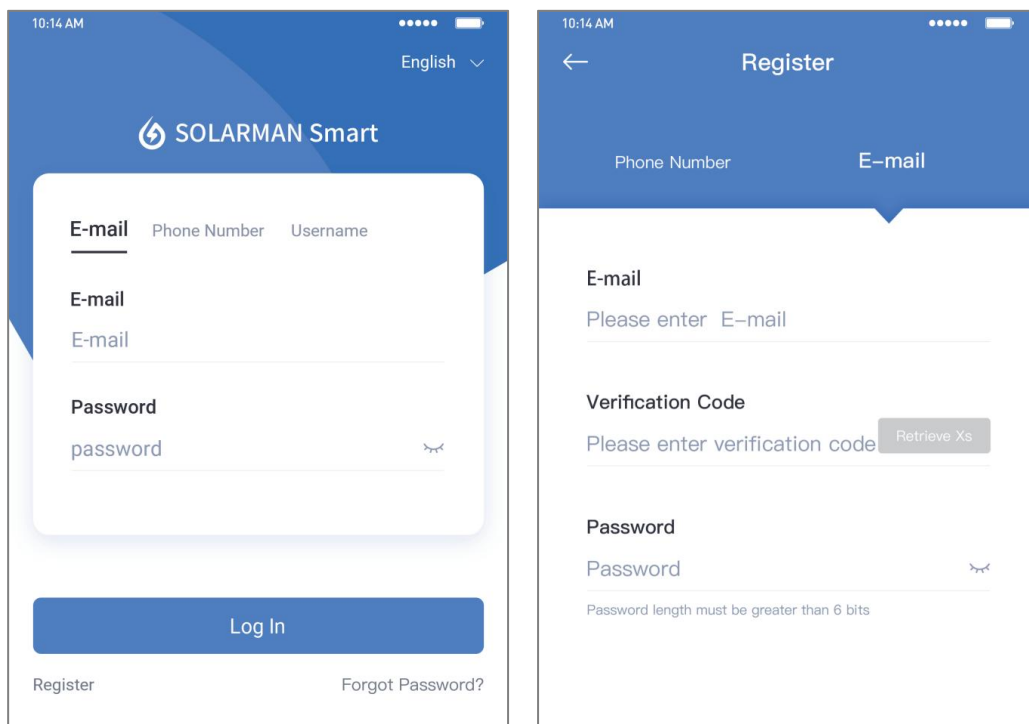 10:14 AM
English
SOLARMAN Smart
E-mail Phone Number Username
E-mail
E-mail
Password
password
Log In
Register Forgot Password?
10:14 AM
Register
Phone Number E-mail
E-mail
Please enter E-mail
Verification Code
Please enter verification code Retrieve Xs
Password
Password
Password length must be greater than 6 bits